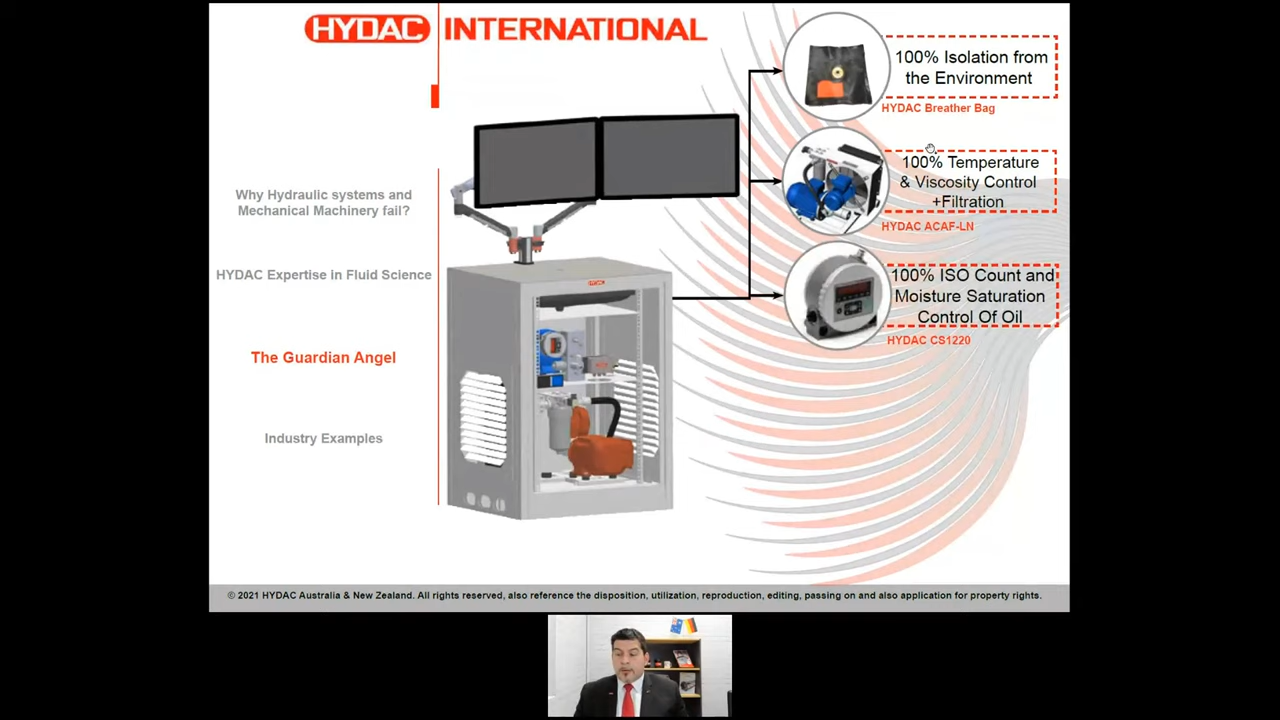 HYDAC INTERNATIONAL
100% Isolation from
the Environment
HYDAC Breather Bag
100% Temperature
& Viscosity Control
+Filtration
HYDAC ACAF-LN
100% ISO Count and
Moisture Saturation
Control Of Oil
HYDAC CS1220
Why Hydraulic systems and
Mechanical Machinery fail?
HYDAC Expertise in Fluid Science
The Guardian Angel
Industry Examples
HYDAC
© 2021 HYDAC Australia & New Zealand. All rights reserved, also reference the disposition, utilization, reproduction, editing, passing on and also application for property rights.